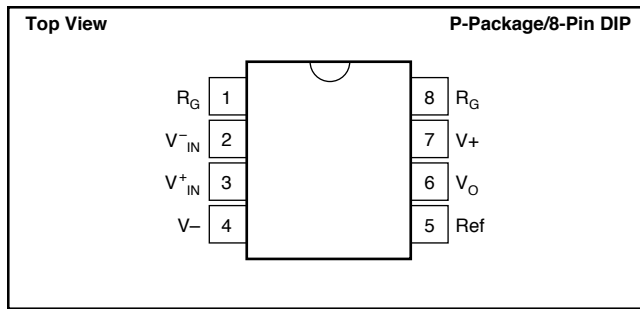 Top View P-Package/8-Pin DIP
R_G 1 8 R_G
V⁻_IN 2 7 V+
V⁺_IN 3 6 V_O
V– 4 5 Ref